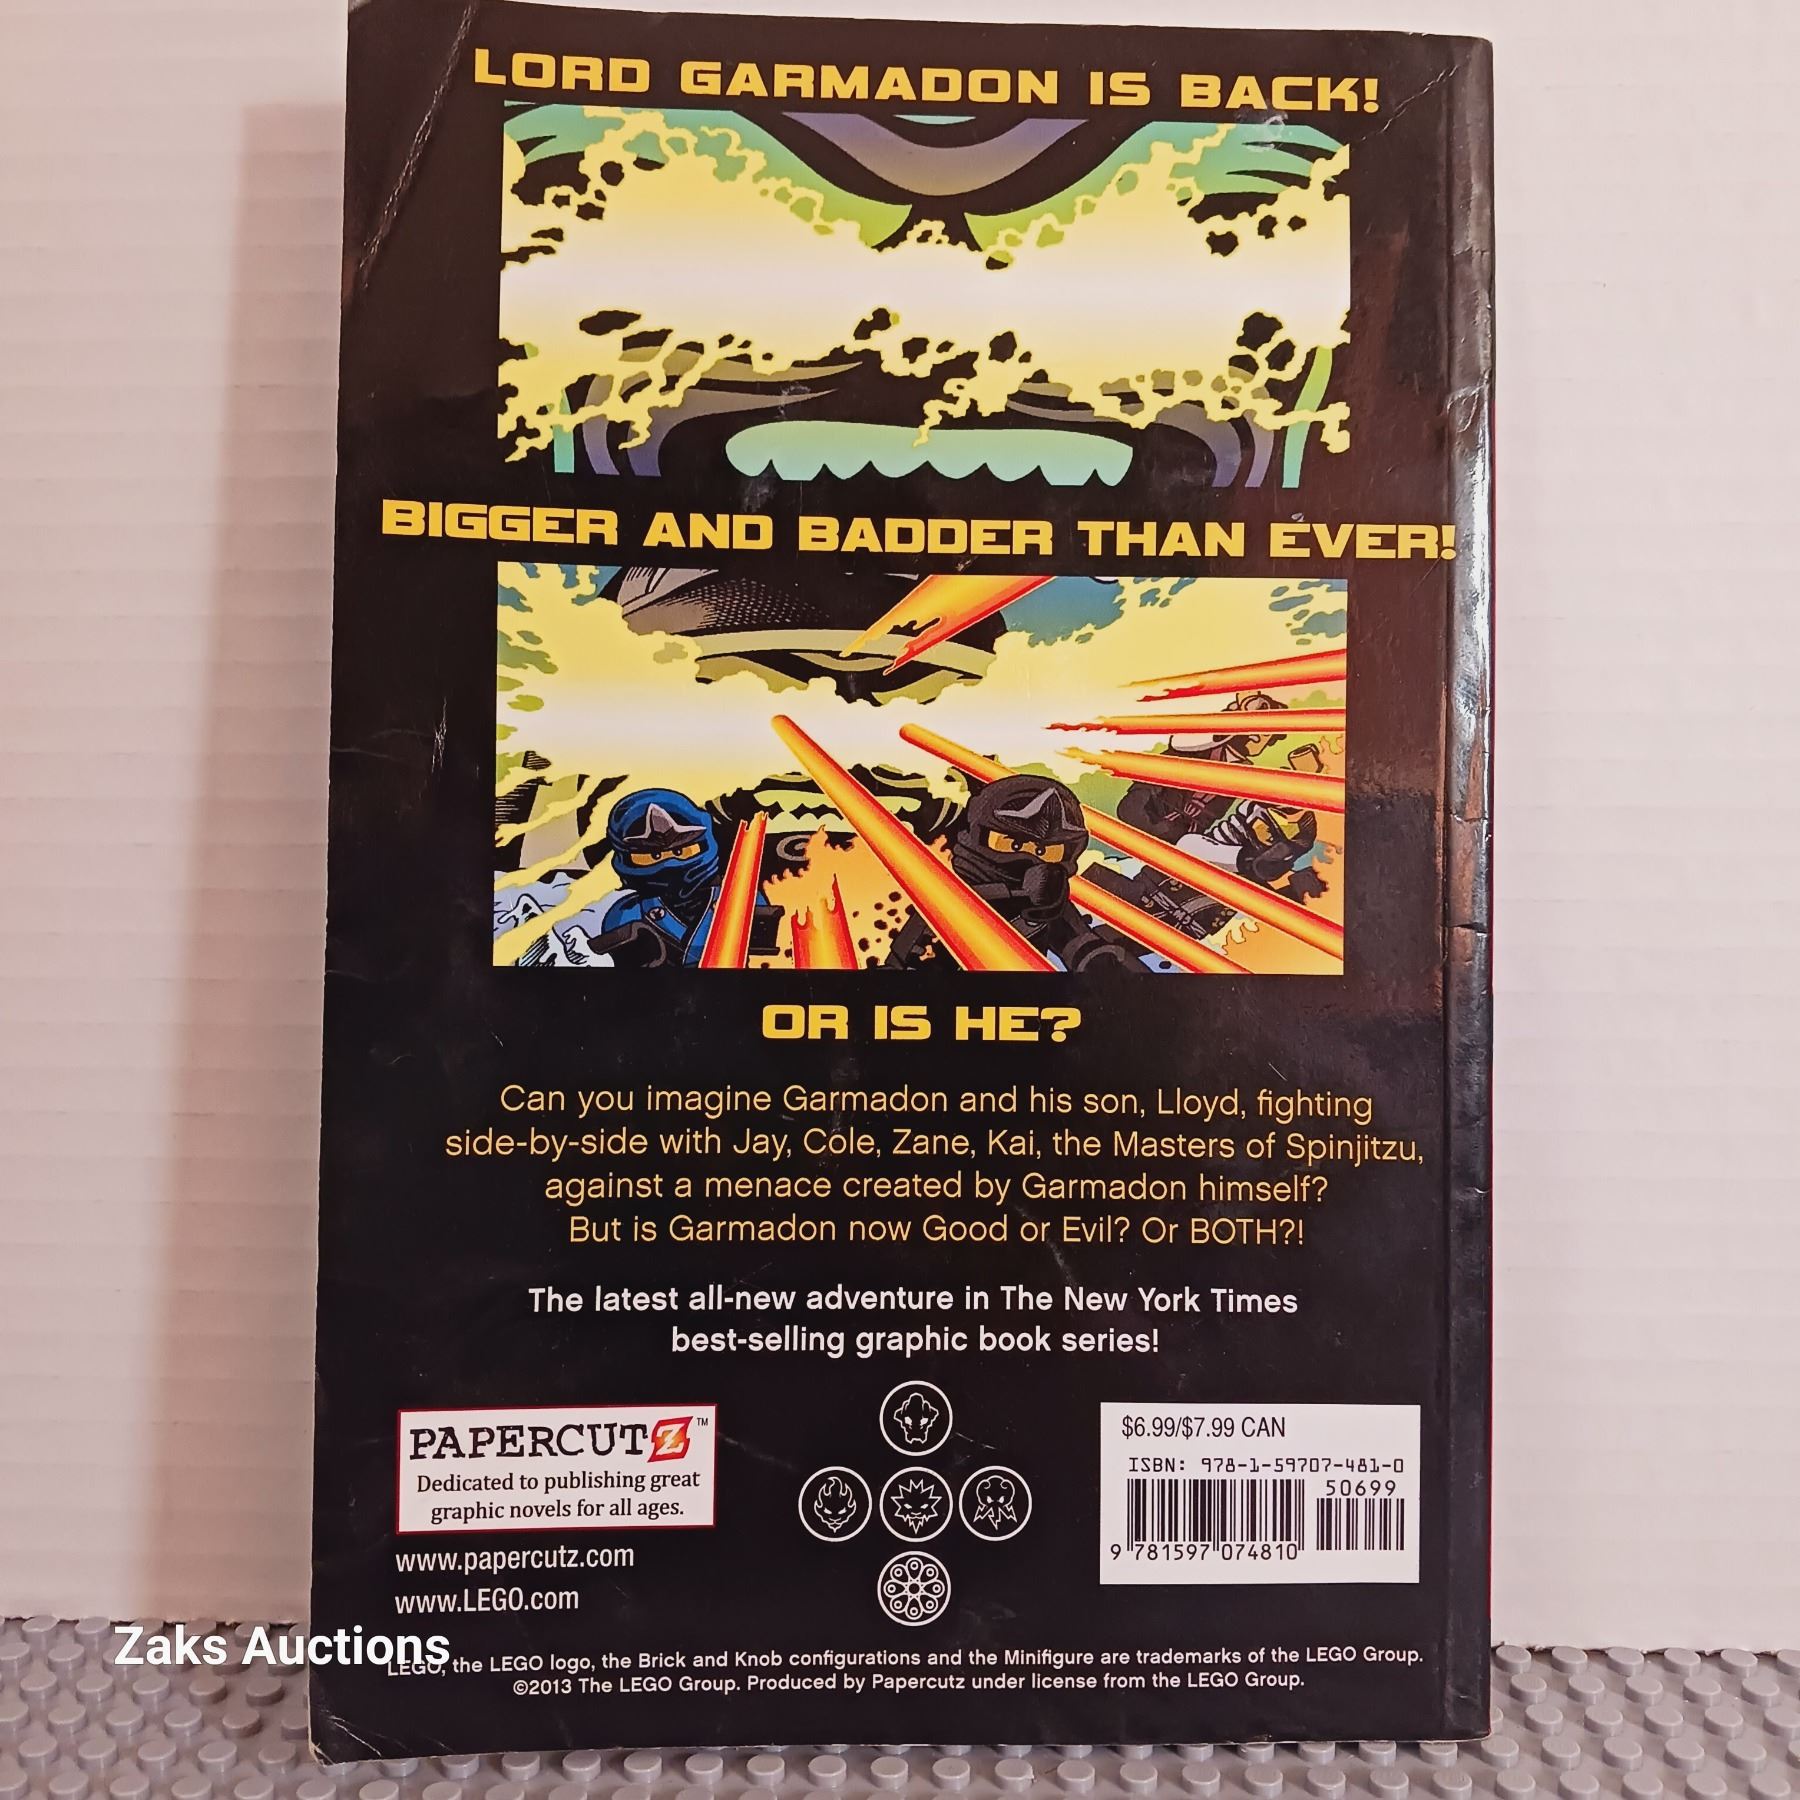 LORD GARMADON IS BACK!
BIGGER AND BADDER THAN EVER!
OR IS HE?
Can you imagine Garmadon and his son, Lloyd, fighting
side-by-side with Jay, Cole, Zane, Kai, the Masters of Spinjitzu,
against a menace created by Garmadon himself?
But is Garmadon now Good or Evil? Or BOTH?!
The latest all-new adventure in The New York Times
best-selling graphic book series!
PAPERCUTZ™
Dedicated to publishing great
graphic novels for all ages.
www.papercutz.com
www.LEGO.com
$6.99/$7.99 CAN
ISBN: 978-1-59707-481-0
50699
9 781597 074810
Zaks Auctions
LEGO, the LEGO logo, the Brick and Knob configurations and the Minifigure are trademarks of the LEGO Group.
©2013 The LEGO Group. Produced by Papercutz under license from the LEGO Group.